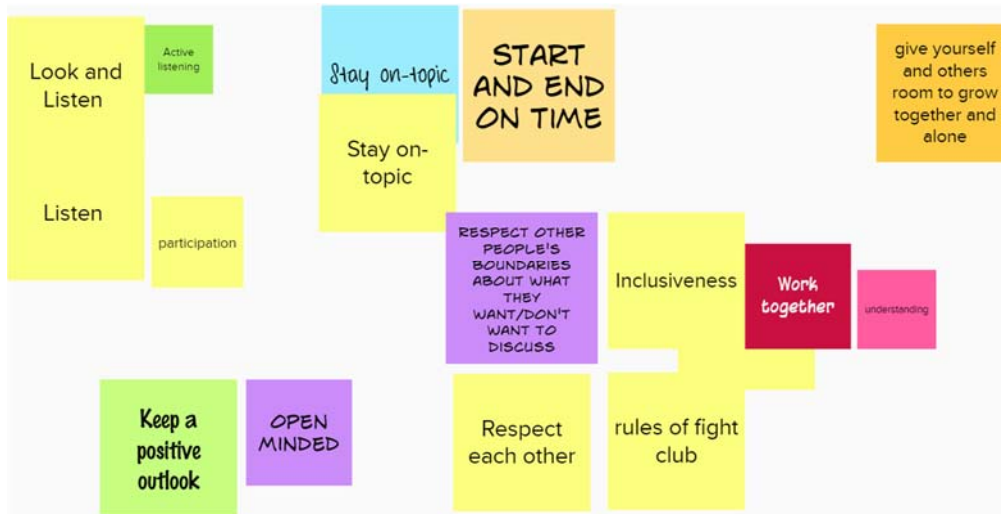 Look and
Listen
Active
listening
Stay on-topic
START
AND END
ON TIME
give yourself
and others
room to grow
together and
alone
Stay on-
topic
Listen
participation
RESPECT OTHER
PEOPLE'S
BOUNDARIES
ABOUT WHAT
THEY
WANT/DON'T
WANT TO
DISCUSS
Inclusiveness
Work
together
understanding
Keep a
positive
outlook
OPEN
MINDED
Respect
each other
rules of fight
club